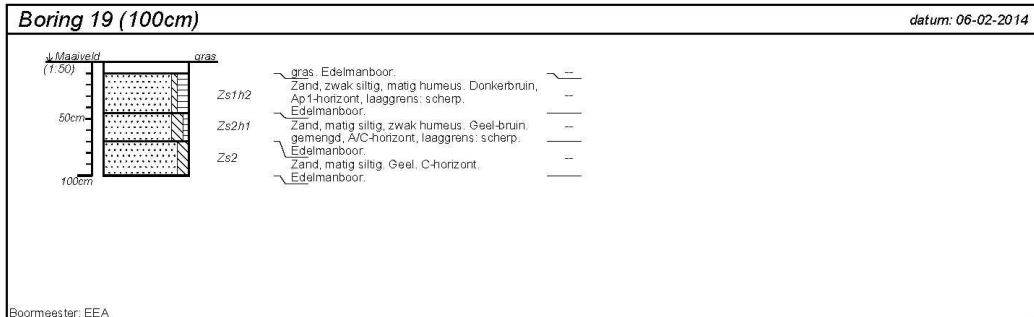 Boring 19 (100cm)
datum: 06-02-2014
↓ Maaiveld
gras
(1:50)
gras. Edelmanboor.
--
Zand, zwak siltig, matig humeus. Donkerbruin,
Zs1h2
Ap1-horizont, laaggrens: scherp.
--
Edelmanboor.
50cm
Zs2h1
Zand, matig siltig, zwak humeus. Geel-bruin.
--
gemengd, A/C-horizont, laaggrens: scherp.
Edelmanboor.
Zs2
Zand, matig siltig. Geel. C-horizont.
--
Edelmanboor.
100cm
Boormeester: EEA